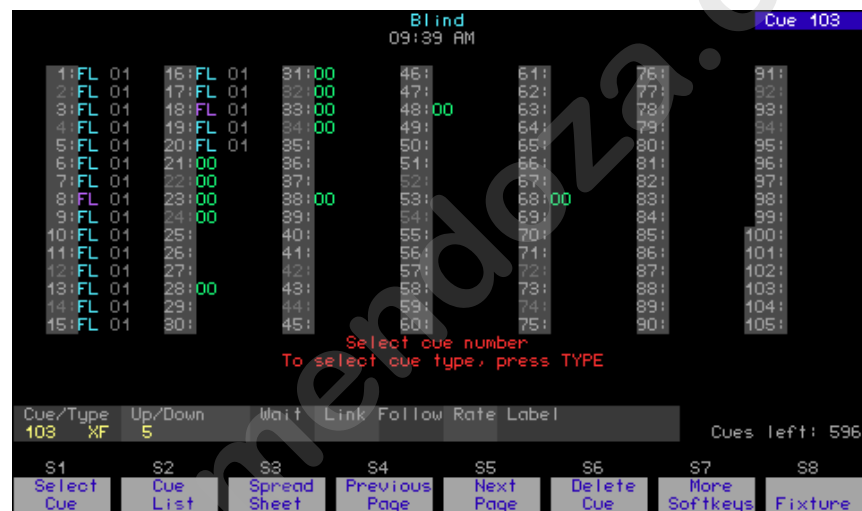 Blind
Cue 103
09:39 AM
1:FL 01 16:FL 01 31:00 46: 61: 76: 91:
2:FL 01 17:FL 01 32:00 47: 62: 77: 92:
3:FL 01 18:FL 01 33:00 48:00 63: 78: 93:
4:FL 01 19:FL 01 34:00 49: 64: 79: 94:
5:FL 01 20:FL 01 35: 50: 65: 80: 95:
6:FL 01 21:00 36: 51: 66: 81: 96:
7:FL 01 22:00 37: 52: 67: 82: 97:
8:FL 01 23:00 38:00 53: 68:00 83: 98:
9:FL 01 24:00 39: 54: 69: 84: 99:
10:FL 01 25: 40: 55: 70: 85: 100:
11:FL 01 26: 41: 56: 71: 86: 101:
12:FL 01 27: 42: 57: 72: 87: 102:
13:FL 01 28:00 43: 58: 73: 88: 103:
14:FL 01 29: 44: 59: 74: 89: 104:
15:FL 01 30: 45: 60: 75: 90: 105:
Select cue number
To select cue type, press TYPE
Cue/Type Up/Down Wait Link Follow Rate Label
103 XF 5 Cues left: 596
S1 S2 S3 S4 S5 S6 S7 S8
Select Cue Spread Previous Next Delete More
Cue List Sheet Page Page Cue Softkeys Fixture
mendoza.c